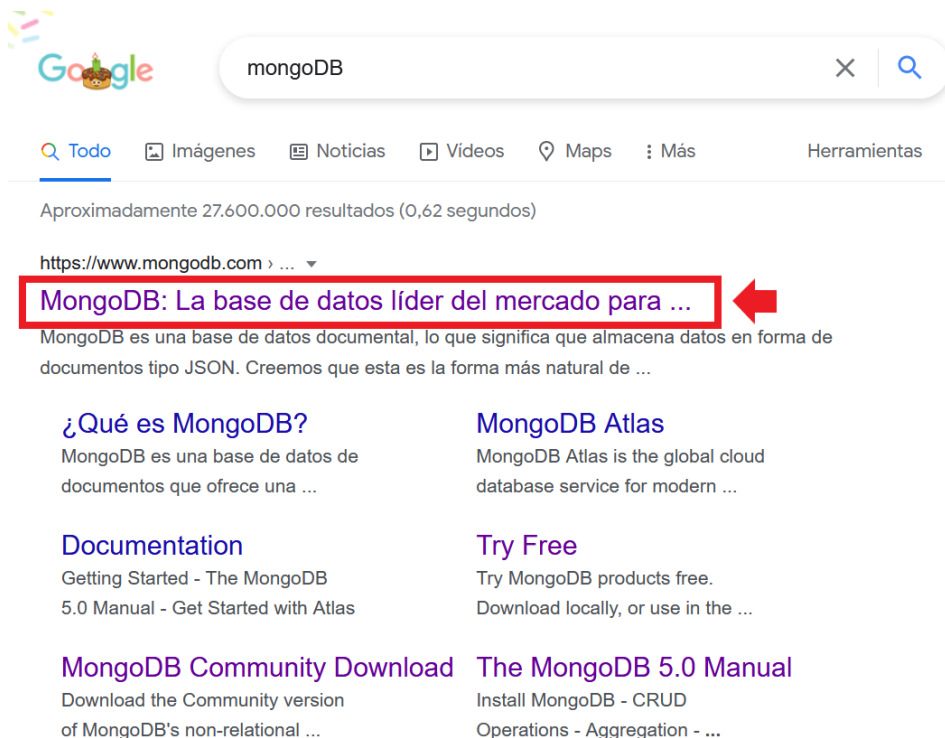 Google
mongoDB
Todo Imágenes Noticias Vídeos Maps Más Herramientas
Aproximadamente 27.600.000 resultados (0,62 segundos)
https://www.mongodb.com › ...
MongoDB: La base de datos líder del mercado para ...
MongoDB es una base de datos documental, lo que significa que almacena datos en forma de
documentos tipo JSON. Creemos que esta es la forma más natural de ...
¿Qué es MongoDB?
MongoDB es una base de datos de
documentos que ofrece una ...
MongoDB Atlas
MongoDB Atlas is the global cloud
database service for modern ...
Documentation
Getting Started - The MongoDB
5.0 Manual - Get Started with Atlas
Try Free
Try MongoDB products free.
Download locally, or use in the ...
MongoDB Community Download
Download the Community version
of MongoDB's non-relational ...
The MongoDB 5.0 Manual
Install MongoDB - CRUD
Operations - Aggregation - ...